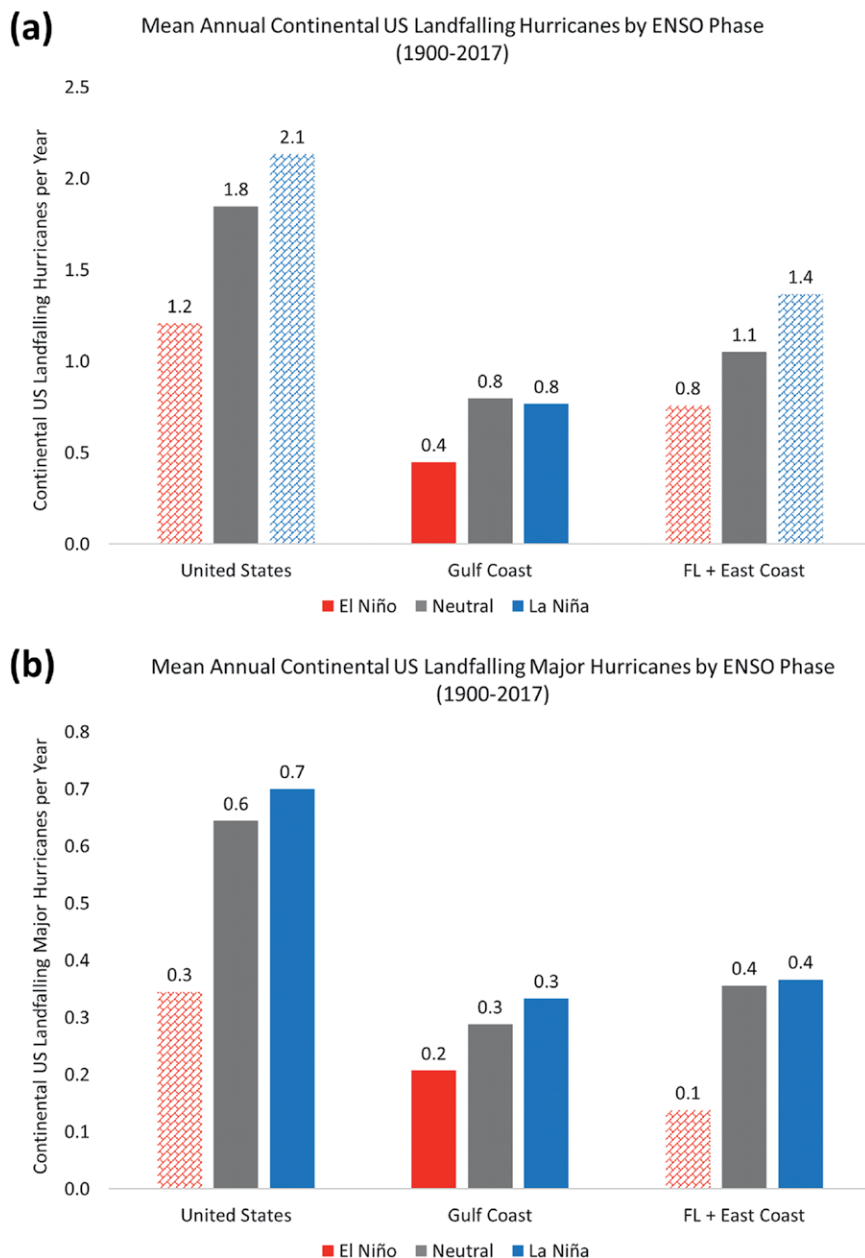 (a)
Mean Annual Continental US Landfalling Hurricanes by ENSO Phase
(1900-2017)
Continental US Landfalling Hurricanes per Year
2.5
2.0
1.5
1.0
0.5
0.0
1.2
1.8
2.1
0.4
0.8
0.8
0.8
1.1
1.4
United States
Gulf Coast
FL + East Coast
El Niño
Neutral
La Niña
(b)
Mean Annual Continental US Landfalling Major Hurricanes by ENSO Phase
(1900-2017)
Continental US Landfalling Major Hurricanes per Year
0.8
0.7
0.6
0.5
0.4
0.3
0.2
0.1
0.0
0.3
0.6
0.7
0.2
0.3
0.3
0.1
0.4
0.4
United States
Gulf Coast
FL + East Coast
El Niño
Neutral
La Niña